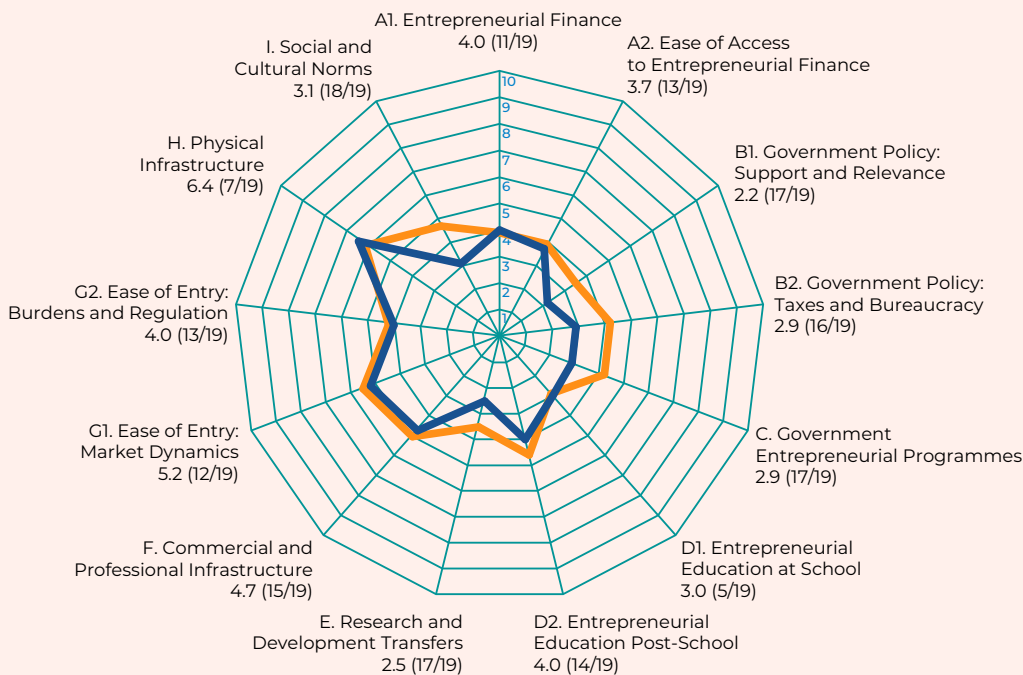 A1. Entrepreneurial Finance
4.0 (11/19)
A2. Ease of Access
to Entrepreneurial Finance
3.7 (13/19)
B1. Government Policy:
Support and Relevance
2.2 (17/19)
B2. Government Policy:
Taxes and Bureaucracy
2.9 (16/19)
C. Government
Entrepreneurial Programmes
2.9 (17/19)
D1. Entrepreneurial
Education at School
3.0 (5/19)
D2. Entrepreneurial
Education Post-School
4.0 (14/19)
E. Research and
Development Transfers
2.5 (17/19)
F. Commercial and
Professional Infrastructure
4.7 (15/19)
G1. Ease of Entry:
Market Dynamics
5.2 (12/19)
G2. Ease of Entry:
Burdens and Regulation
4.0 (13/19)
H. Physical
Infrastructure
6.4 (7/19)
I. Social and
Cultural Norms
3.1 (18/19)
10
9
8
7
6
5
4
3
2
1